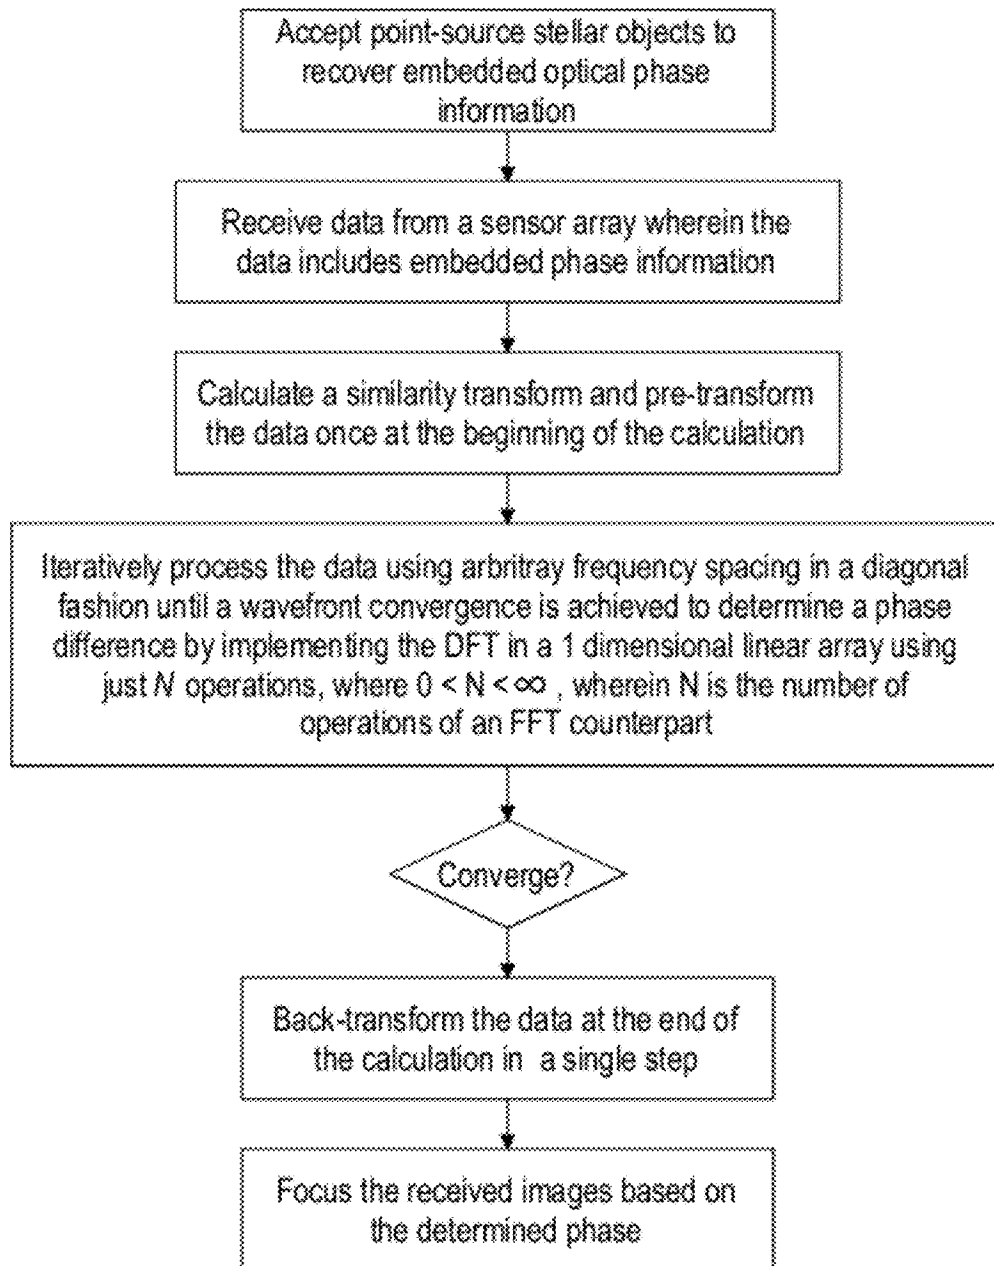 Accept point-source stellar objects to
recover embedded optical phase
information
Receive data from a sensor array wherein the
data includes embedded phase information
Calculate a similarity transform and pre-transform
the data once at the beginning of the calculation
Iteratively process the data using arbritray frequency spacing in a diagonal
fashion until a wavefront convergence is achieved to determine a phase
difference by implementing the DFT in a 1 dimensional linear array using
just N operations, where 0 < N < ∞ , wherein N is the number of
operations of an FFT counterpart
Converge?
Back-transform the data at the end of
the calculation in a single step
Focus the received images based on
the determined phase